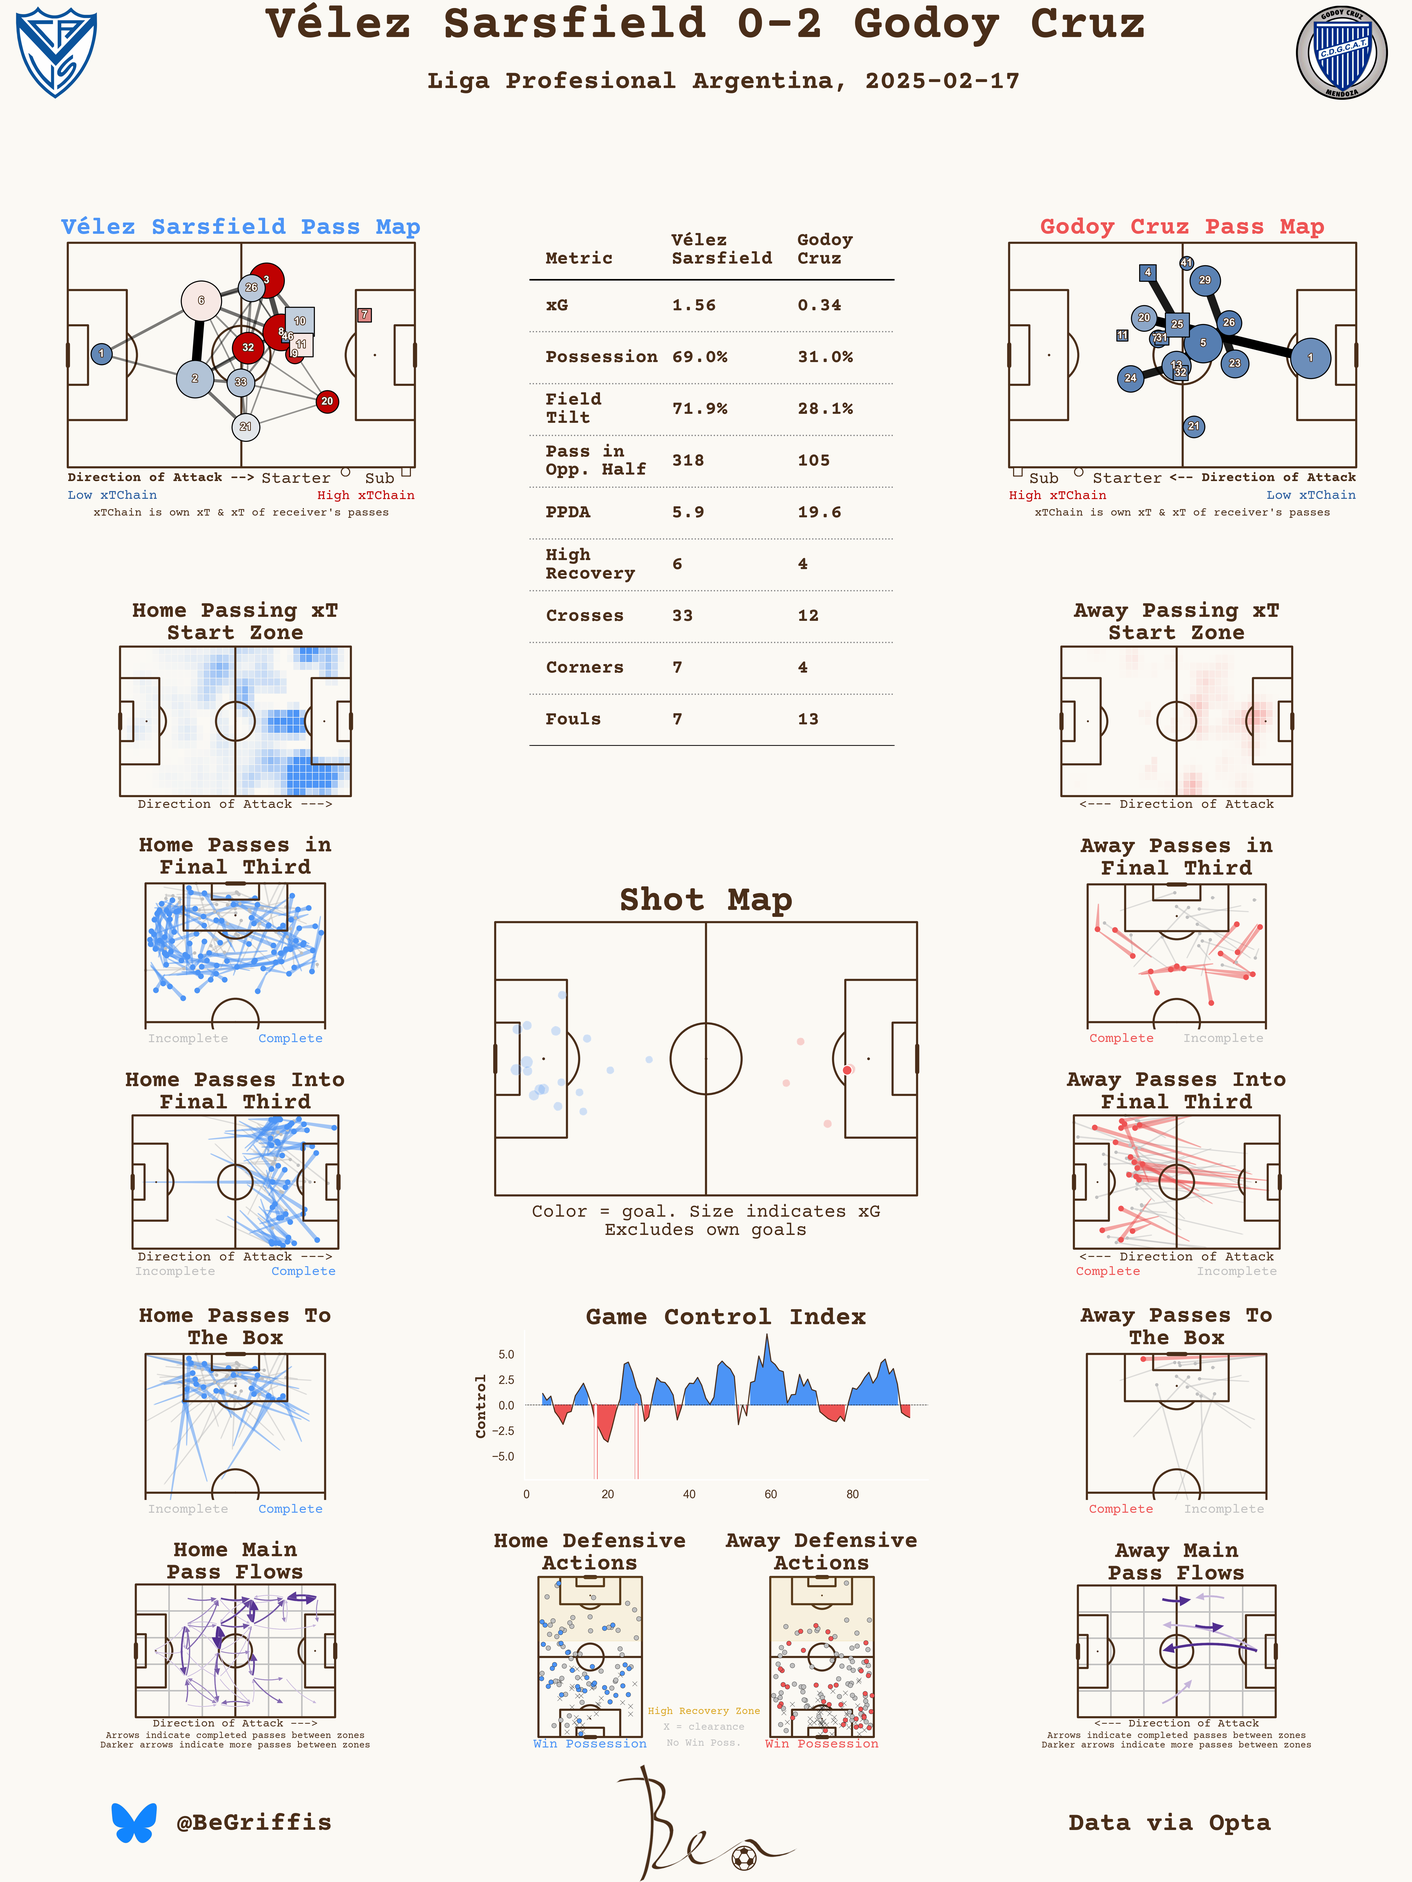 Vélez Sarsfield 0-2 Godoy Cruz
Liga Profesional Argentina, 2025-02-17
GODOY CRUZ
C.D.G.C.A.T.
MENDOZA
Vélez Sarsfield Pass Map
3
26
6
10
7
8
46
11
32
9
1
2
33
20
21
Direction of Attack --> Starter Sub
Low xTChain High xTChain
xTChain is own xT & xT of receiver's passes
Metric Vélez Sarsfield Godoy Cruz
xG 1.56 0.34
Possession 69.0% 31.0%
Field Tilt 71.9% 28.1%
Pass in Opp. Half 318 105
PPDA 5.9 19.6
High Recovery 6 4
Crosses 33 12
Corners 7 4
Fouls 7 13
Godoy Cruz Pass Map
41
4
29
20
25
26
11
31
5
1
13
23
32
24
21
Sub Starter <-- Direction of Attack
High xTChain Low xTChain
xTChain is own xT & xT of receiver's passes
Home Passing xT
Start Zone
Direction of Attack --->
Away Passing xT
Start Zone
<--- Direction of Attack
Home Passes in
Final Third
Incomplete Complete
Away Passes in
Final Third
Complete Incomplete
Shot Map
Color = goal. Size indicates xG
Excludes own goals
Home Passes Into
Final Third
Direction of Attack --->
Incomplete Complete
Away Passes Into
Final Third
<--- Direction of Attack
Complete Incomplete
Home Passes To
The Box
Incomplete Complete
Game Control Index
Control
5.0
2.5
0.0
−2.5
−5.0
0 20 40 60 80
Away Passes To
The Box
Complete Incomplete
Home Main
Pass Flows
Direction of Attack --->
Arrows indicate completed passes between zones
Darker arrows indicate more passes between zones
Home Defensive
Actions
Win Possession
High Recovery Zone
X = clearance
No Win Poss.
Away Defensive
Actions
Win Possession
Away Main
Pass Flows
<--- Direction of Attack
Arrows indicate completed passes between zones
Darker arrows indicate more passes between zones
@BeGriffis
Ben
Data via Opta